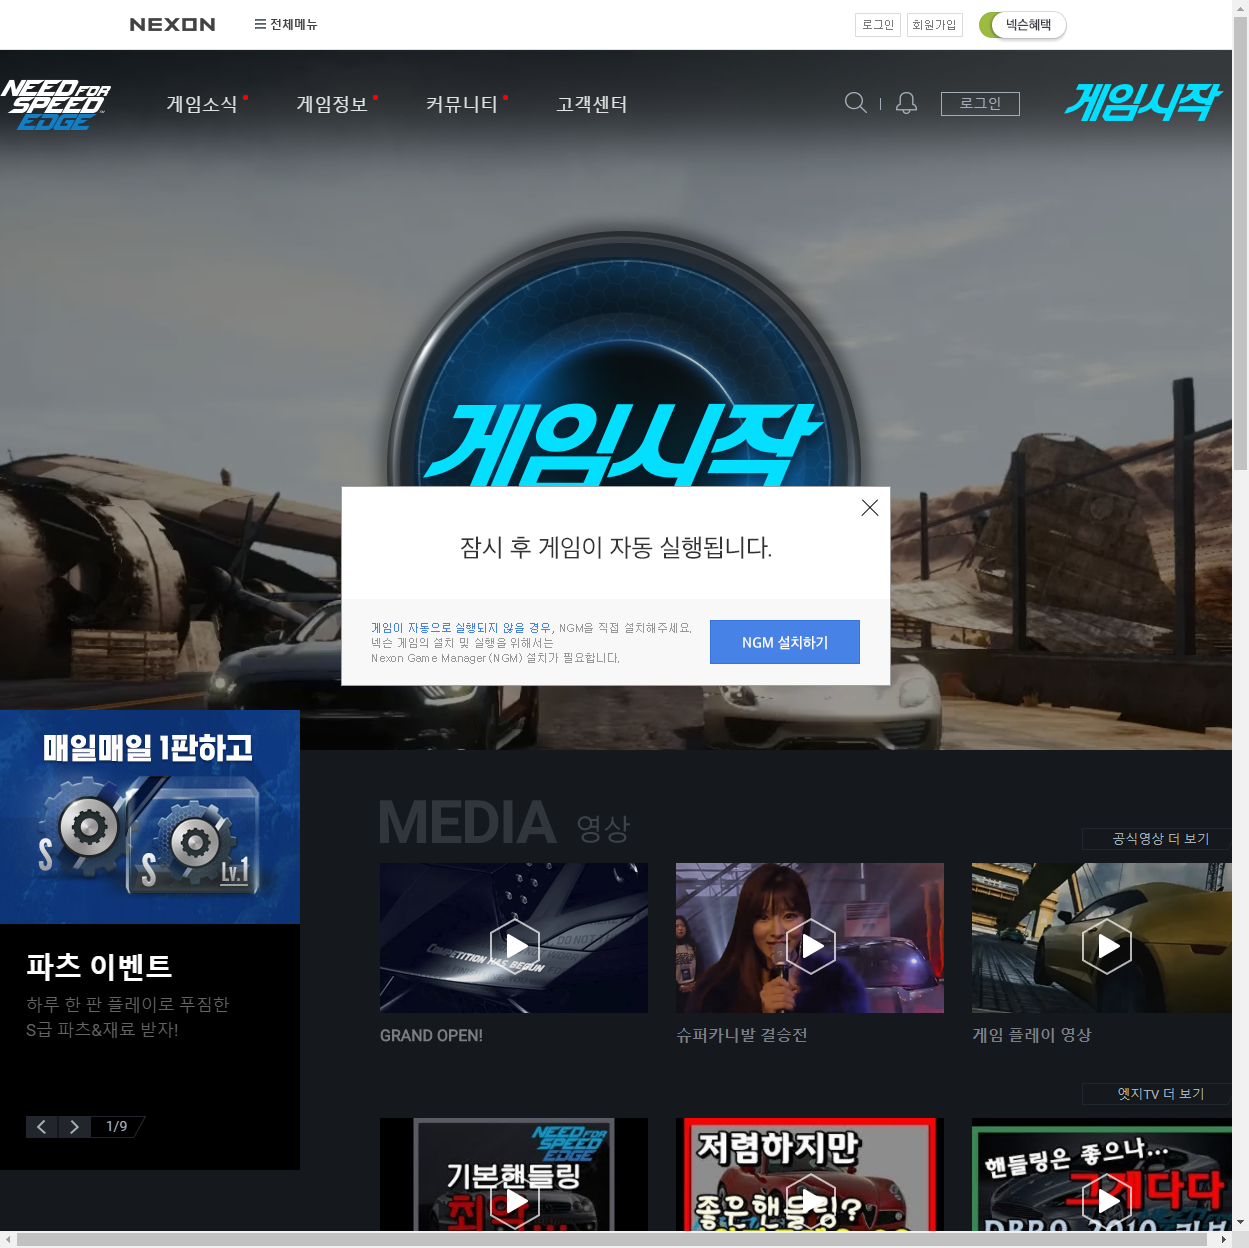 NEXON
전체메뉴
로그인
회원가입
넥슨혜택
NEED FOR SPEED EDGE
게임소식
게임정보
커뮤니티
고객센터
로그인
게임시작
게임시작
잠시 후 게임이 자동 실행됩니다.
게임이 자동으로 실행되지 않을 경우, NGM을 직접 설치해주세요.
넥슨 게임의 설치 및 실행을 위해서는
Nexon Game Manager(NGM) 설치가 필요합니다.
NGM 설치하기
매일매일 1판하고
S
S
Lv.1
파츠 이벤트
하루 한 판 플레이로 푸짐한
S급 파츠&재료 받자!
1/9
MEDIA 영상
공식영상 더 보기
COMPETITION HAS BEGUN
GRAND OPEN!
슈퍼카니발 결승전
게임 플레이 영상
엣지TV 더 보기
NEED FOR SPEED EDGE
기본핸들링
최악...
저렴하지만
좋은핸들링?
핸들링은 좋으나...
그게다다